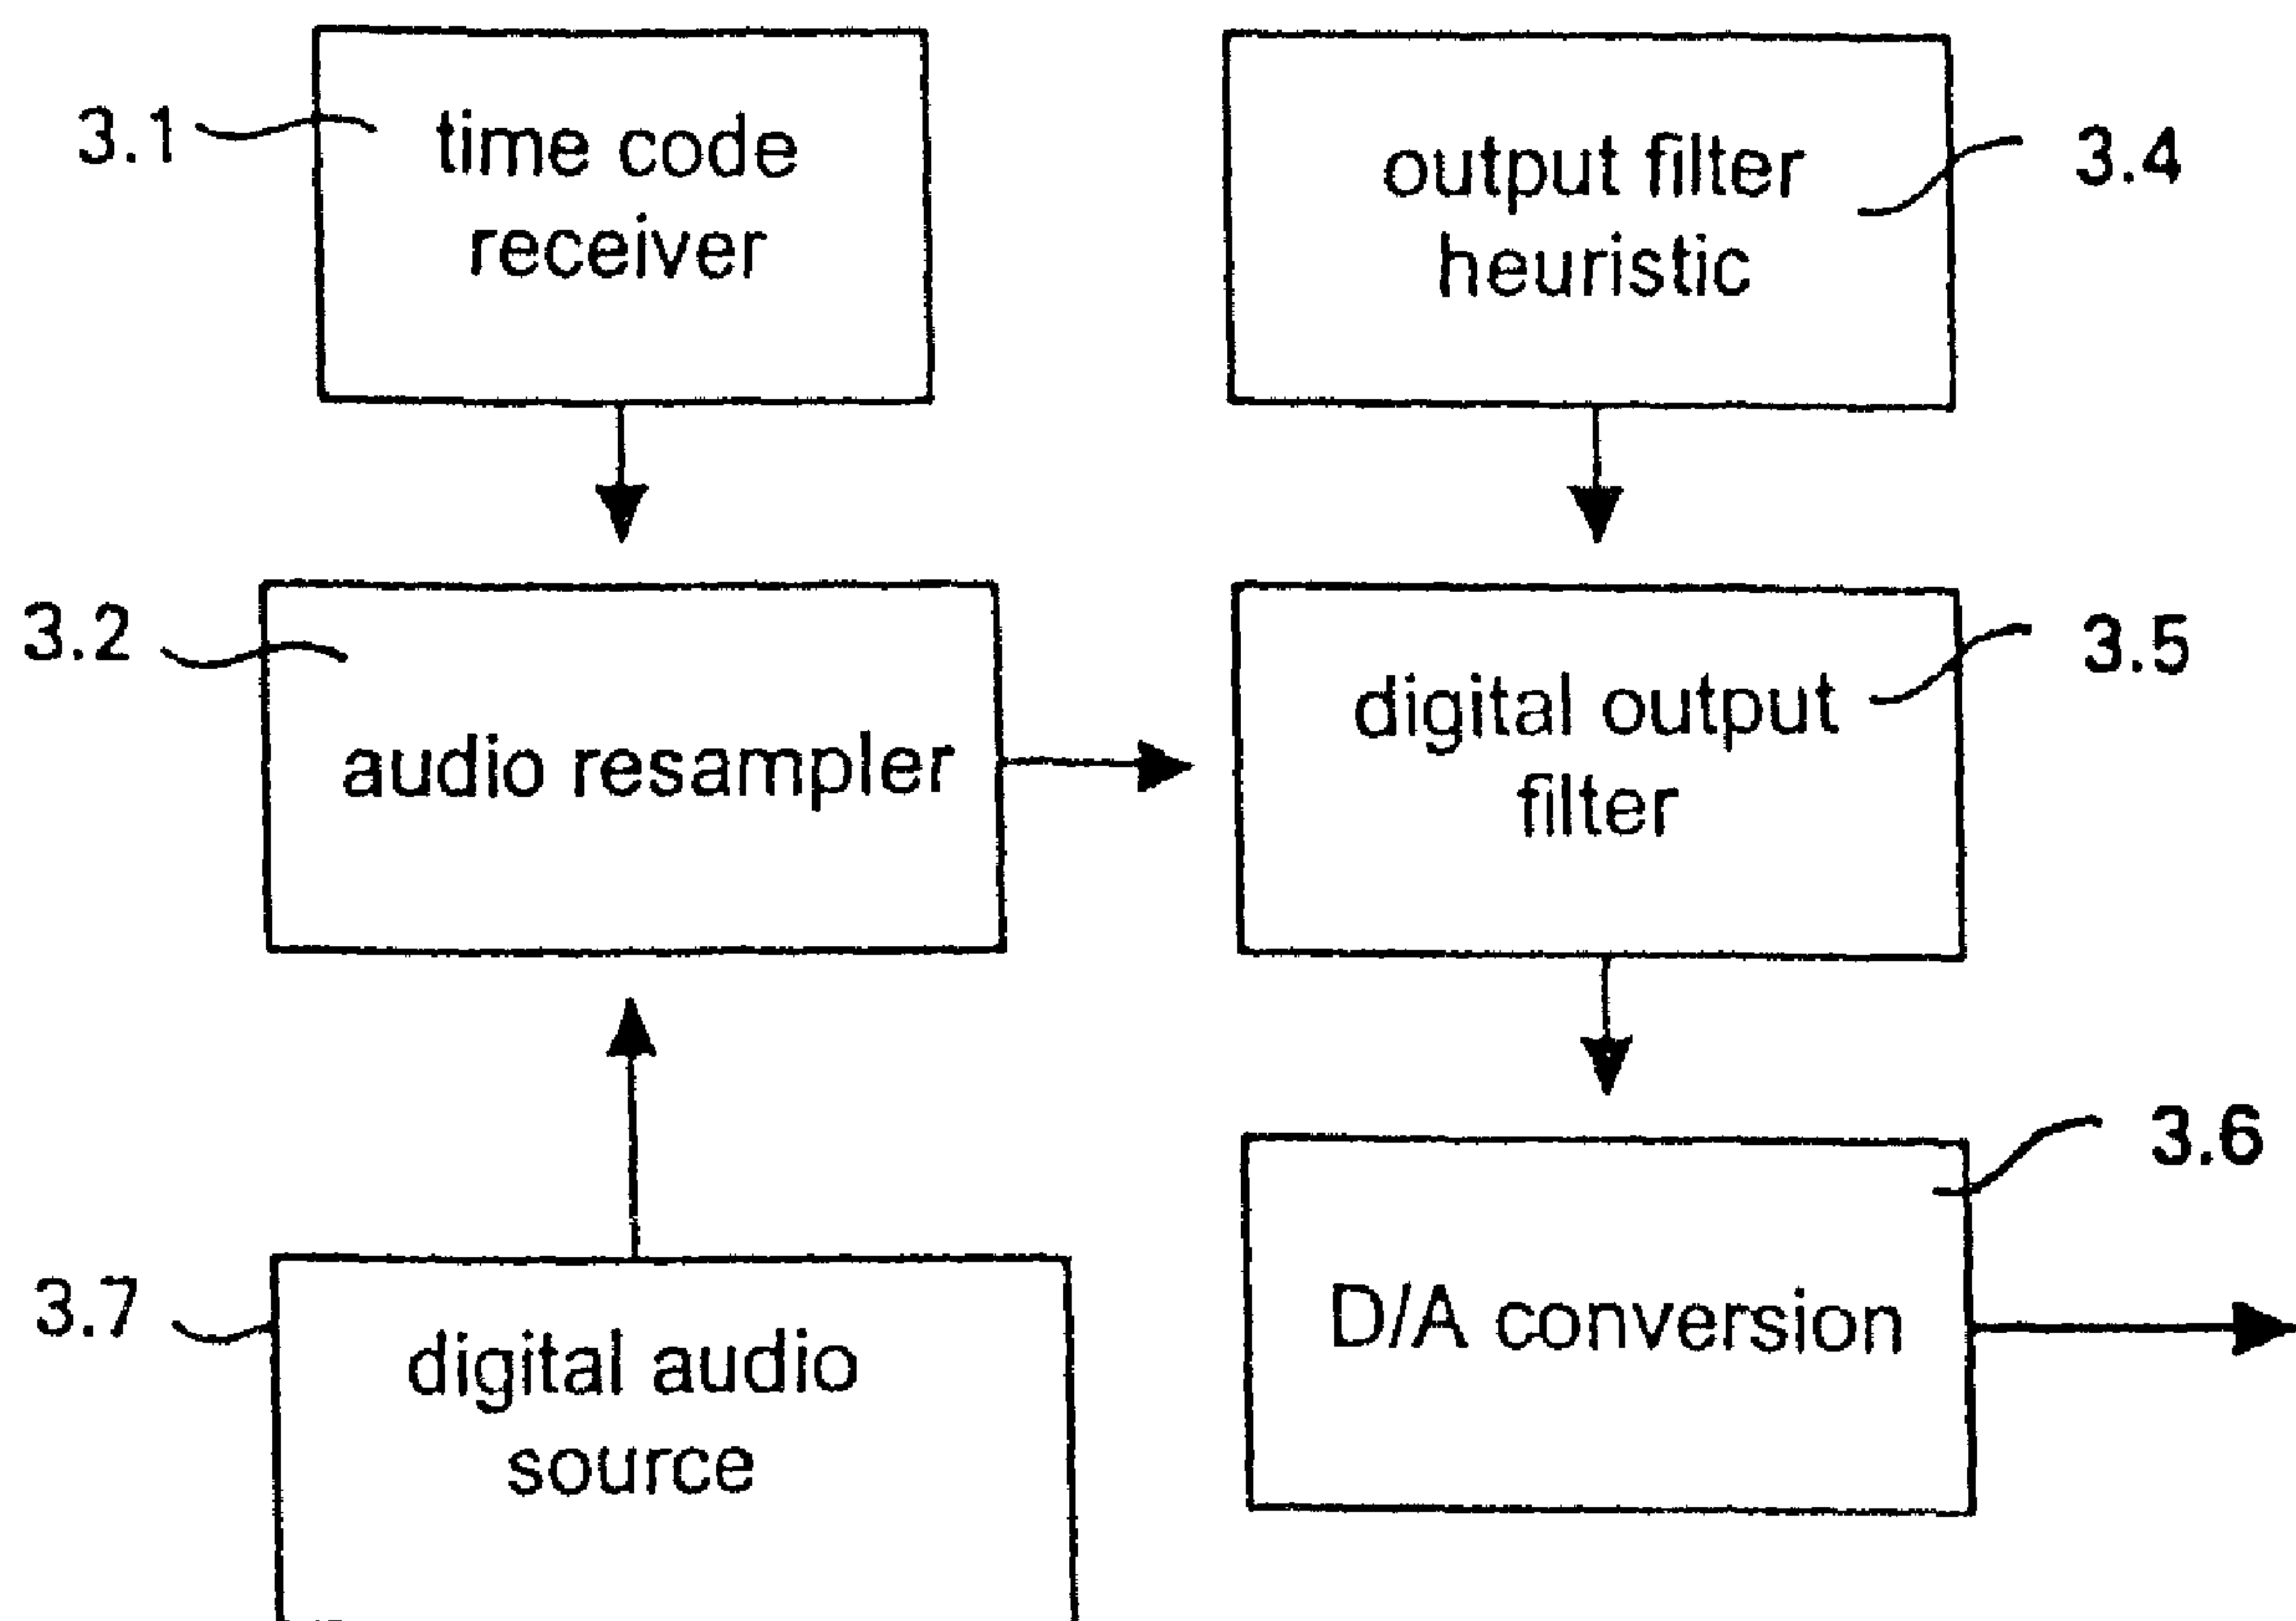 3.1
time code
receiver
output filter
heuristic
3.4
3.2
audio resampler
digital output
filter
3.5
3.7
digital audio
source
D/A conversion
3.6